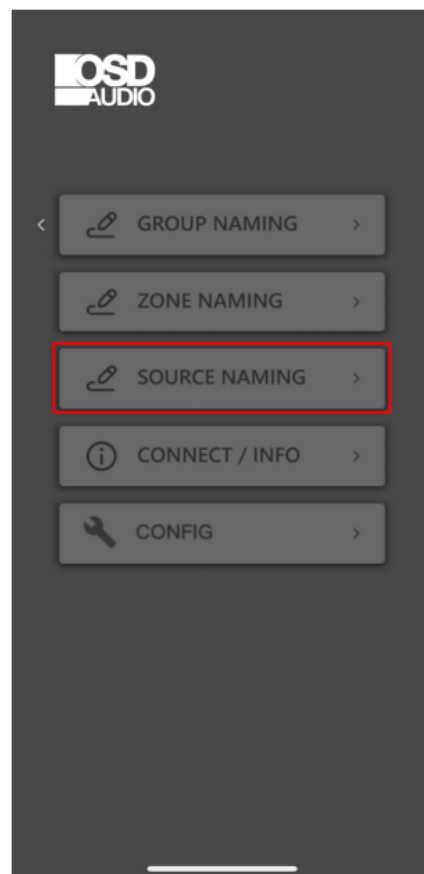 OSD
AUDIO
GROUP NAMING
ZONE NAMING
SOURCE NAMING
CONNECT / INFO
CONFIG